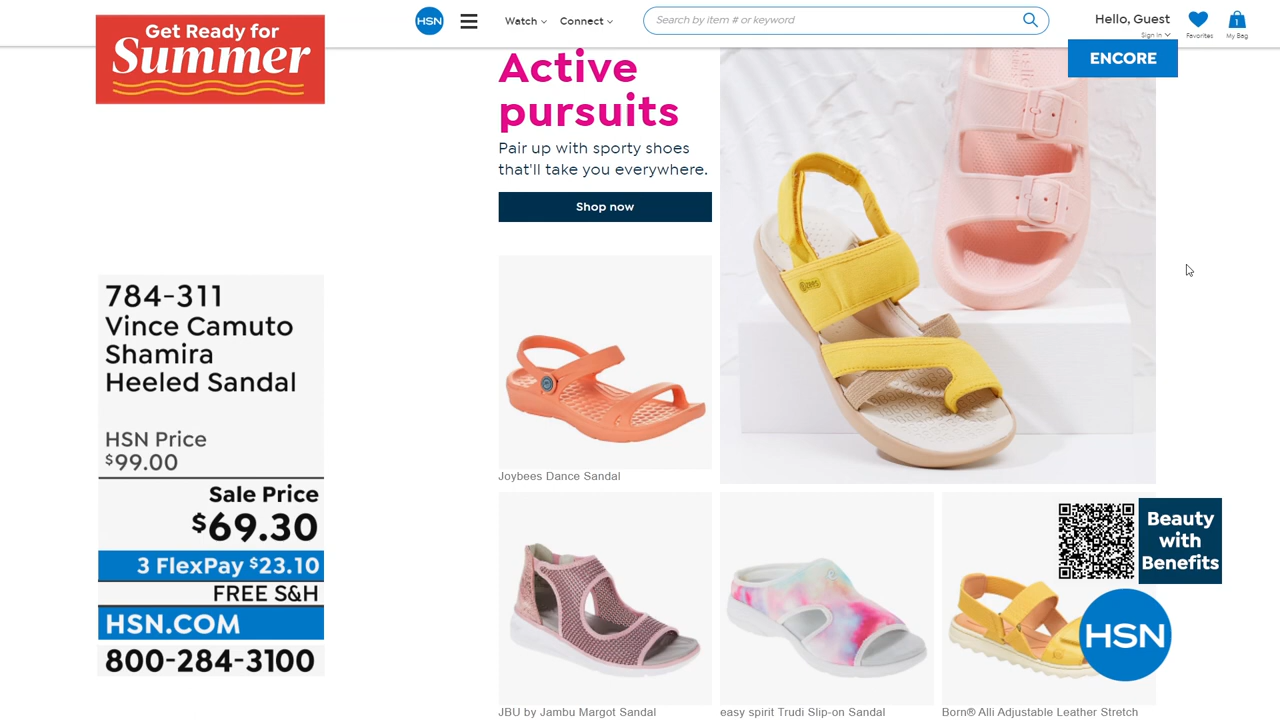 Get Ready for
Summer
HSN
Watch
Connect
Search by item # or keyword
Hello, Guest
Sign in
Favorites
1
My Bag
ENCORE
Active
pursuits
Pair up with sporty shoes
that'll take you everywhere.
Shop now
784-311
Vince Camuto
Shamira
Heeled Sandal
HSN Price
$99.00
Sale Price
$69.30
3 FlexPay $23.10
FREE S&H
HSN.COM
800-284-3100
Joybees Dance Sandal
Beauty
with
Benefits
HSN
JBU by Jambu Margot Sandal
easy spirit Trudi Slip-on Sandal
Born® Alli Adjustable Leather Stretch